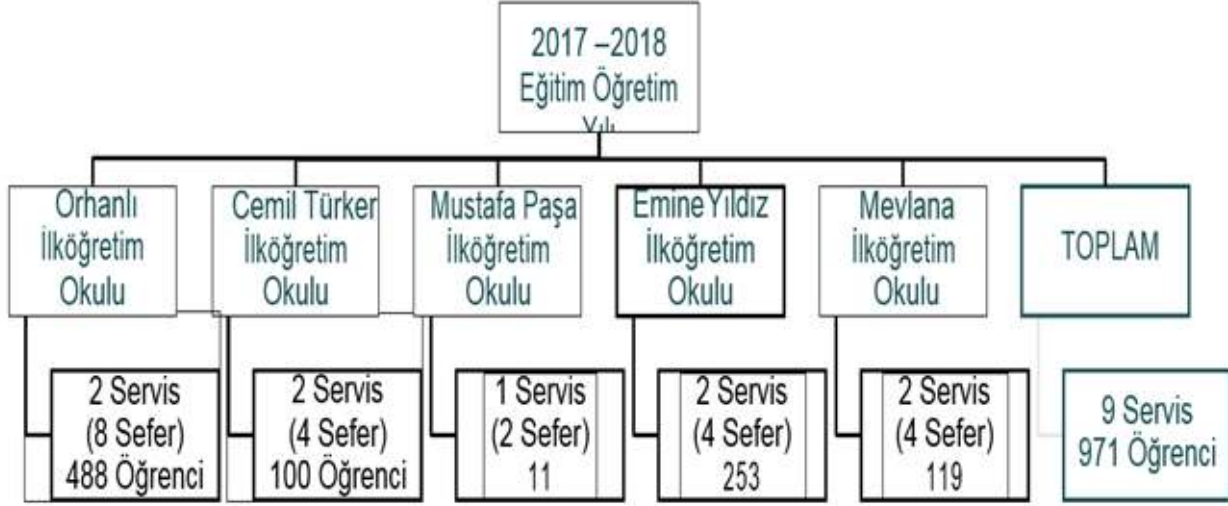 2017 –2018
Eğitim Öğretim
Yılı
Orhanlı
İlköğretim
Okulu
Cemil Türker
İlköğretim
Okulu
Mustafa Paşa
İlköğretim
Okulu
Emine Yıldız
İlköğretim
Okulu
Mevlana
İlköğretim
Okulu
TOPLAM
2 Servis
(8 Sefer)
488 Öğrenci
2 Servis
(4 Sefer)
100 Öğrenci
1 Servis
(2 Sefer)
11
2 Servis
(4 Sefer)
253
2 Servis
(4 Sefer)
119
9 Servis
971 Öğrenci